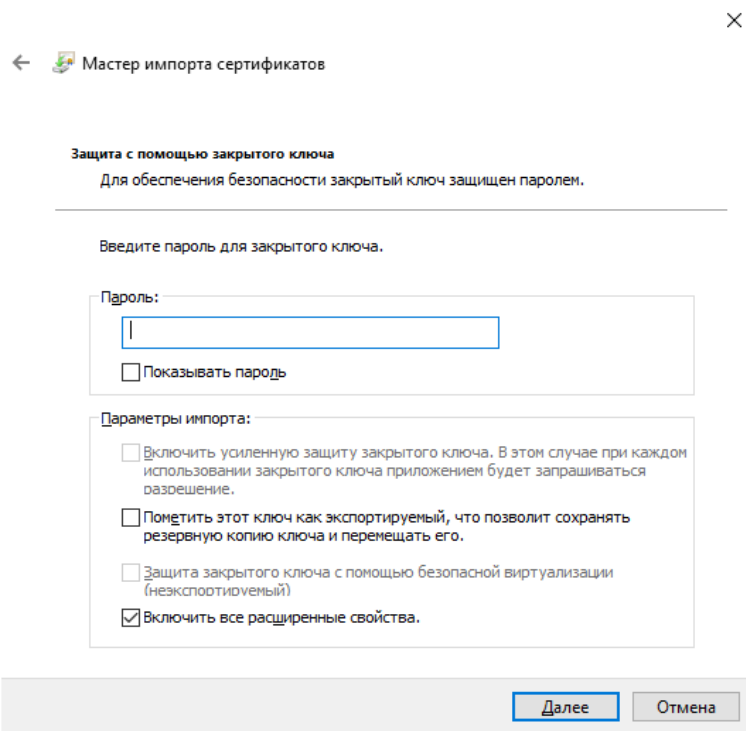 Мастер импорта сертификатов
Защита с помощью закрытого ключа
Для обеспечения безопасности закрытый ключ защищен паролем.
Введите пароль для закрытого ключа.
Пароль:
Показывать пароль
Параметры импорта:
Включить усиленную защиту закрытого ключа. В этом случае при каждом
использовании закрытого ключа приложением будет запрашиваться
разрешение.
Пометить этот ключ как экспортируемый, что позволит сохранять
резервную копию ключа и перемещать его.
Защита закрытого ключа с помощью безопасной виртуализации
(неэкспортируемый)
Включить все расширенные свойства.
Далее
Отмена